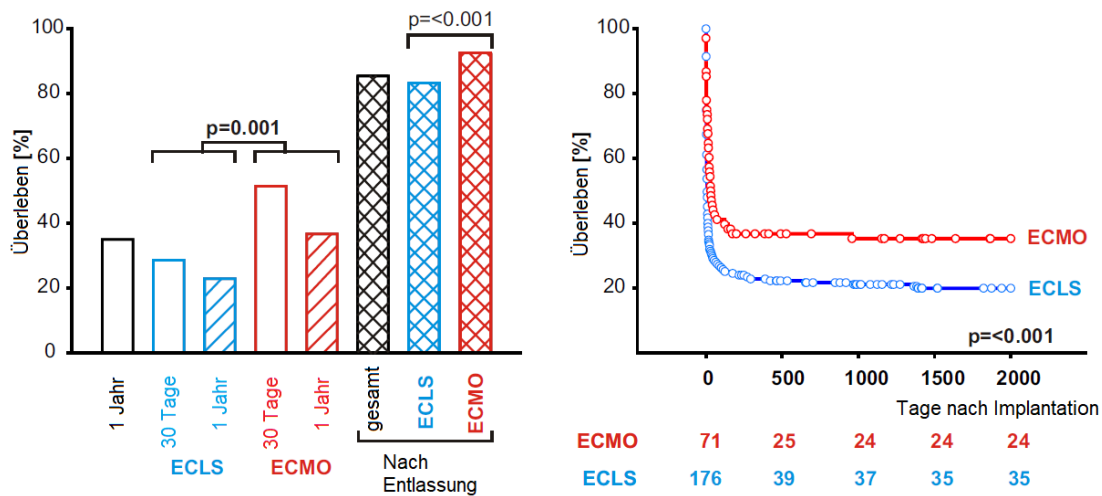 p=<0.001
100
80
60
40
20
0
Überleben [%]
p=0.001
1 Jahr
30 Tage
1 Jahr
30 Tage
1 Jahr
gesamt
ECLS
ECMO
ECLS
ECMO
Nach
Entlassung
100
80
60
40
20
Überleben [%]
ECMO
ECLS
p=<0.001
0 500 1000 1500 2000
Tage nach Implantation
ECMO 71 25 24 24 24
ECLS 176 39 37 35 35